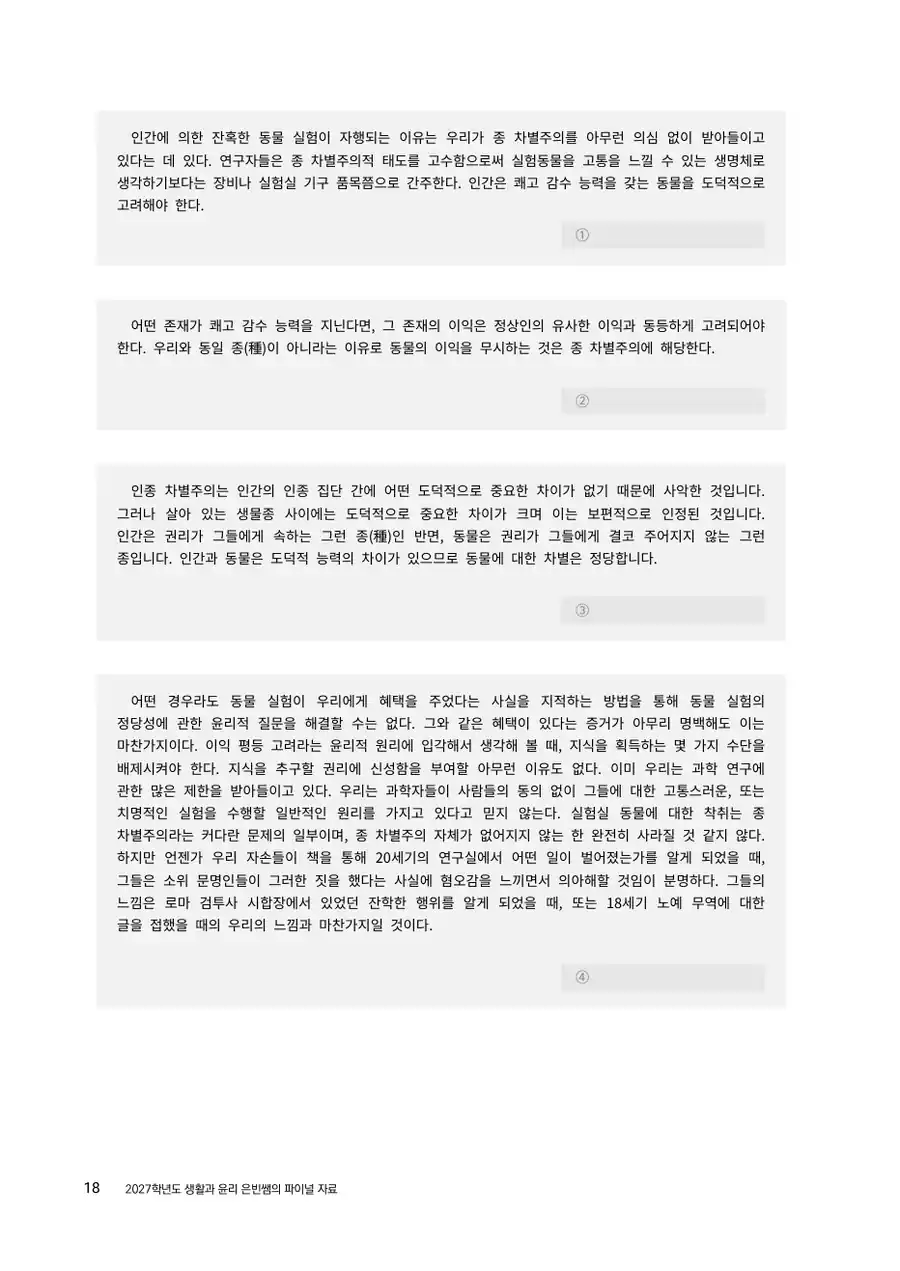 인간에 의한 잔혹한 동물 실험이 자행되는 이유는 우리가 종 차별주의를 아무런 의심 없이 받아들이고
있다는 데 있다. 연구자들은 종 차별주의적 태도를 고수함으로써 실험동물을 고통을 느낄 수 있는 생명체로
생각하기보다는 장비나 실험실 기구 품목쯤으로 간주한다. 인간은 쾌고 감수 능력을 갖는 동물을 도덕적으로
고려해야 한다.
①
어떤 존재가 쾌고 감수 능력을 지닌다면, 그 존재의 이익은 정상인의 유사한 이익과 동등하게 고려되어야
한다. 우리와 동일 종(種)이 아니라는 이유로 동물의 이익을 무시하는 것은 종 차별주의에 해당한다.
②
인종 차별주의는 인간의 인종 집단 간에 어떤 도덕적으로 중요한 차이가 없기 때문에 사악한 것입니다.
그러나 살아 있는 생물종 사이에는 도덕적으로 중요한 차이가 크며 이는 보편적으로 인정된 것입니다.
인간은 권리가 그들에게 속하는 그런 종(種)인 반면, 동물은 권리가 그들에게 결코 주어지지 않는 그런
종입니다. 인간과 동물은 도덕적 능력의 차이가 있으므로 동물에 대한 차별은 정당합니다.
③
어떤 경우라도 동물 실험이 우리에게 혜택을 주었다는 사실을 지적하는 방법을 통해 동물 실험의
정당성에 관한 윤리적 질문을 해결할 수는 없다. 그와 같은 혜택이 있다는 증거가 아무리 명백해도 이는
마찬가지이다. 이익 평등 고려라는 윤리적 원리에 입각해서 생각해 볼 때, 지식을 획득하는 몇 가지 수단을
배제시켜야 한다. 지식을 추구할 권리에 신성함을 부여할 아무런 이유도 없다. 이미 우리는 과학 연구에
관한 많은 제한을 받아들이고 있다. 우리는 과학자들이 사람들의 동의 없이 그들에 대한 고통스러운, 또는
치명적인 실험을 수행할 일반적인 원리를 가지고 있다고 믿지 않는다. 실험실 동물에 대한 착취는 종
차별주의라는 커다란 문제의 일부이며, 종 차별주의 자체가 없어지지 않는 한 완전히 사라질 것 같지 않다.
하지만 언젠가 우리 자손들이 책을 통해 20세기의 연구실에서 어떤 일이 벌어졌는가를 알게 되었을 때,
그들은 소위 문명인들이 그러한 짓을 했다는 사실에 혐오감을 느끼면서 의아해할 것임이 분명하다. 그들의
느낌은 로마 검투사 시합장에서 있었던 잔학한 행위를 알게 되었을 때, 또는 18세기 노예 무역에 대한
글을 접했을 때의 우리의 느낌과 마찬가지일 것이다.
④
18 2027학년도 생활과 윤리 은빈쌤의 파이널 자료